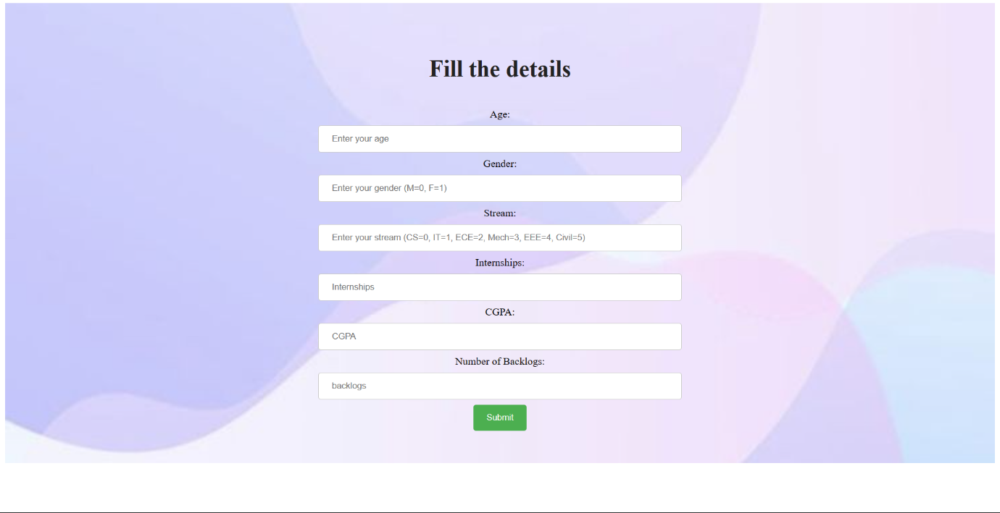 Fill the details
Age:
Enter your age
Gender:
Enter your gender (M=0, F=1)
Stream:
Enter your stream (CS=0, IT=1, ECE=2, Mech=3, EEE=4, Civil=5)
Internships:
Internships
CGPA:
CGPA
Number of Backlogs:
backlogs
Submit